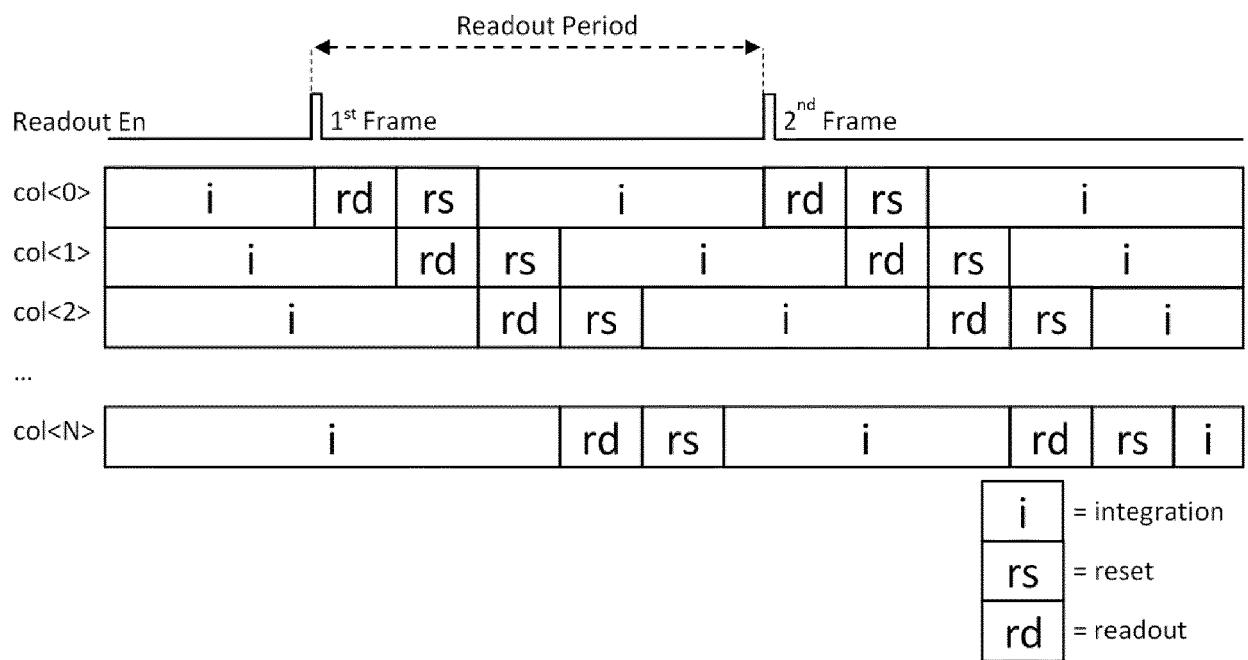 Readout Period
Readout En 1st Frame 2nd Frame
col<0> i rd rs i rd rs i
col<1> i rd rs i rd rs i
col<2> i rd rs i rd rs i
...
col<N> i rd rs i rd rs i
i = integration
rs = reset
rd = readout